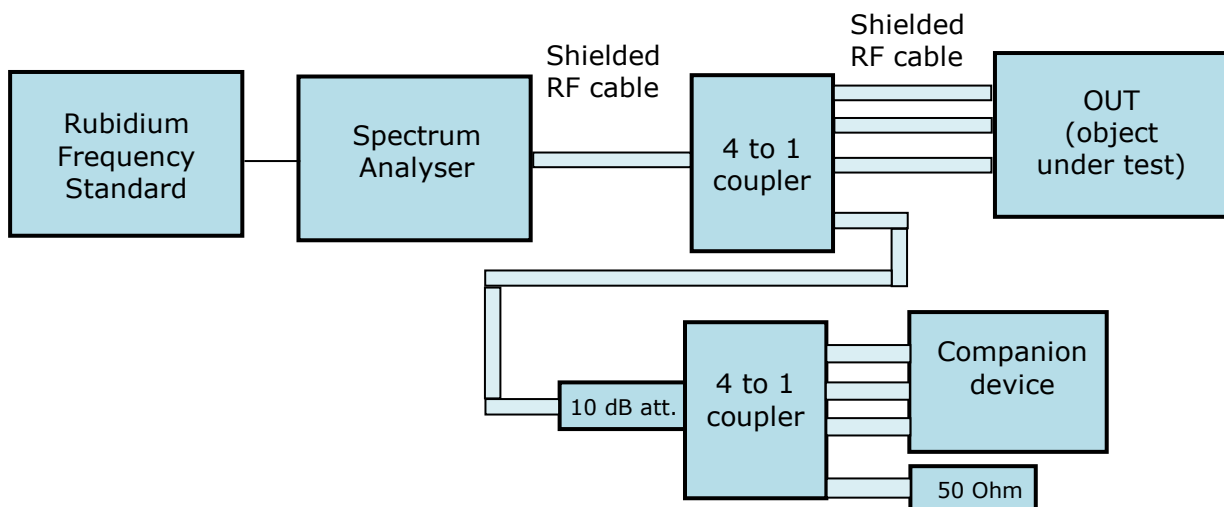 Shielded
RF cable
Shielded
RF cable
Rubidium
Frequency
Standard
Spectrum
Analyser
4 to 1
coupler
OUT
(object
under test)
10 dB att.
4 to 1
coupler
Companion
device
50 Ohm